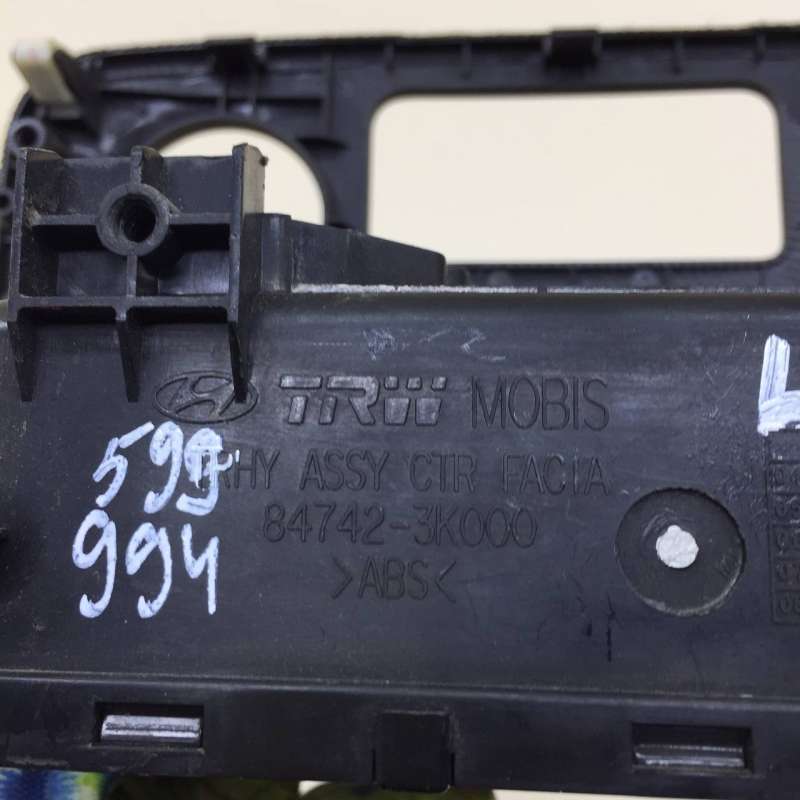 TRW MOBIS
ASSY CTR FACIA
84742-3K000
>ABS<
599
994
L